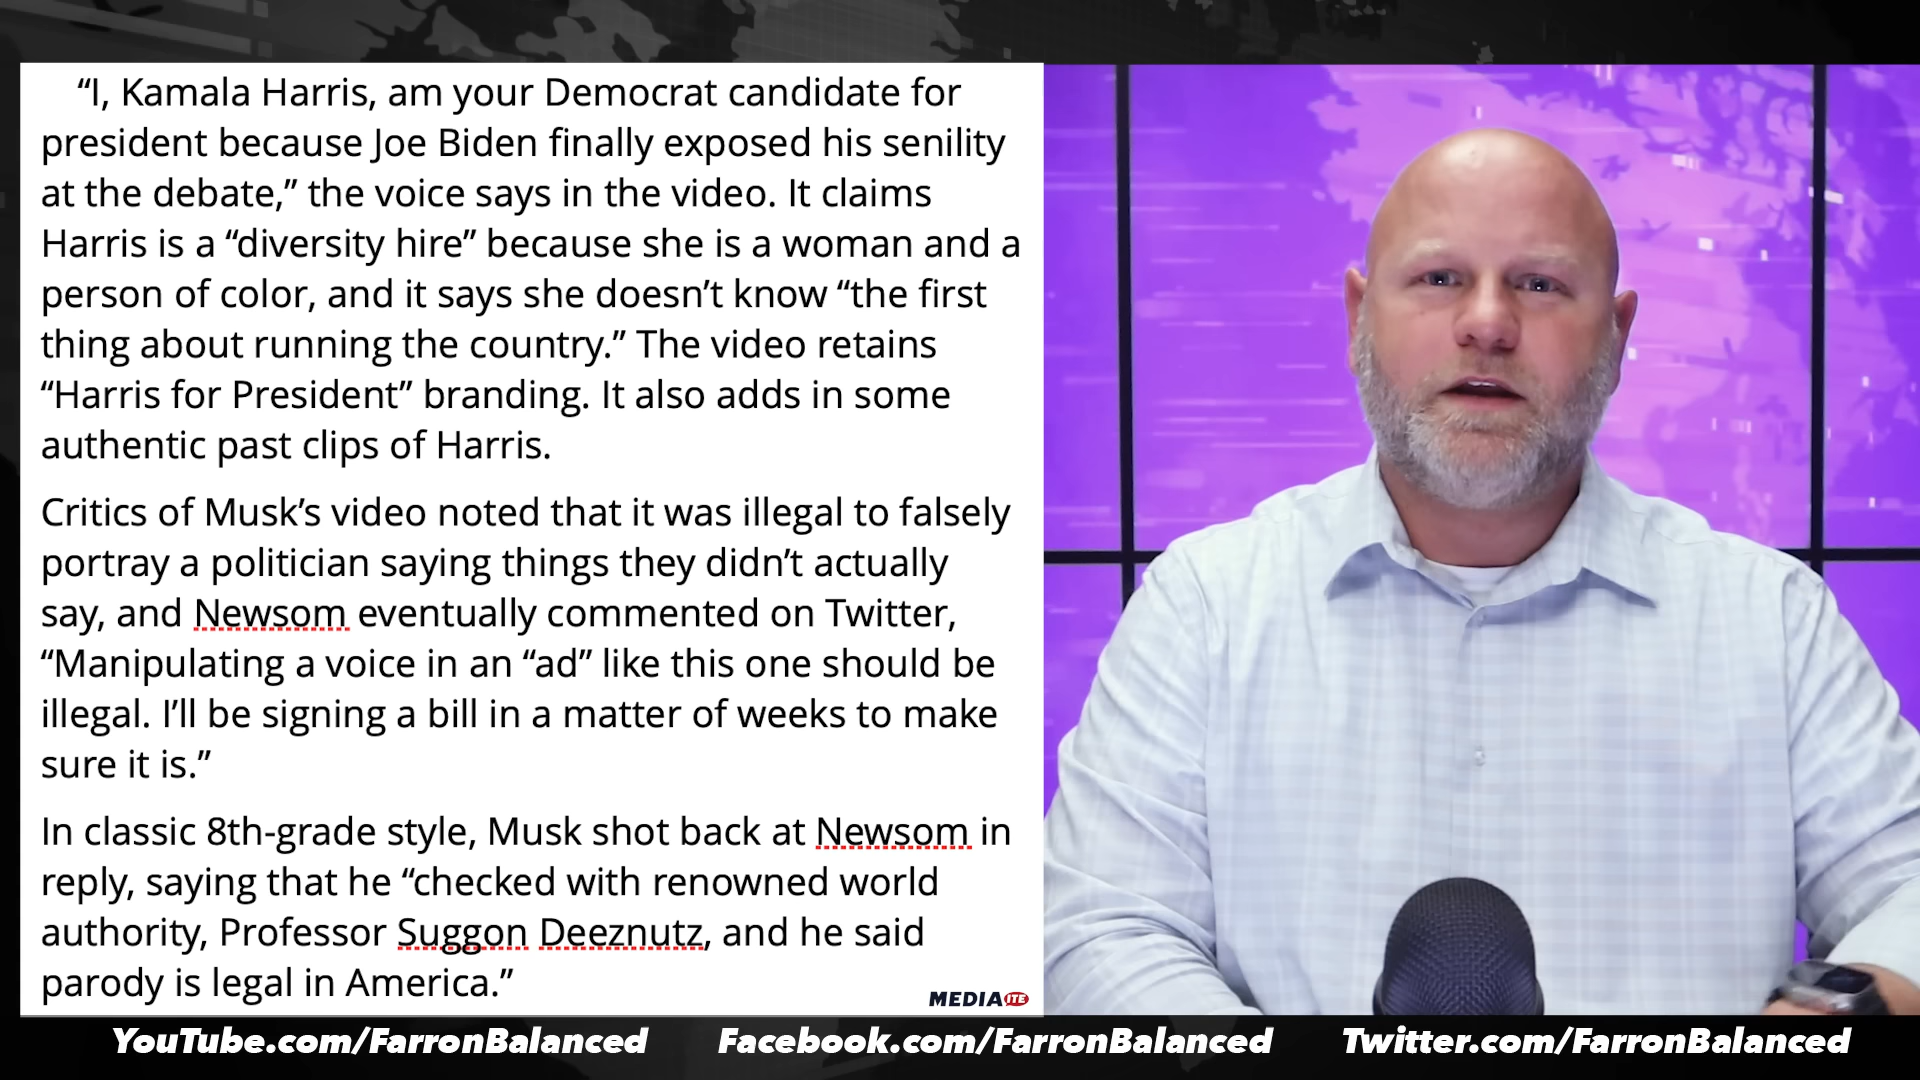 “I, Kamala Harris, am your Democrat candidate for
president because Joe Biden finally exposed his senility
at the debate,” the voice says in the video. It claims
Harris is a “diversity hire” because she is a woman and a
person of color, and it says she doesn’t know “the first
thing about running the country.” The video retains
“Harris for President” branding. It also adds in some
authentic past clips of Harris.
Critics of Musk’s video noted that it was illegal to falsely
portray a politician saying things they didn’t actually
say, and Newsom eventually commented on Twitter,
“Manipulating a voice in an “ad” like this one should be
illegal. I’ll be signing a bill in a matter of weeks to make
sure it is.”
In classic 8th-grade style, Musk shot back at Newsom in
reply, saying that he “checked with renowned world
authority, Professor Suggon Deeznutz, and he said
parody is legal in America.”
MEDIAITE
YouTube.com/FarronBalanced Facebook.com/FarronBalanced Twitter.com/FarronBalanced